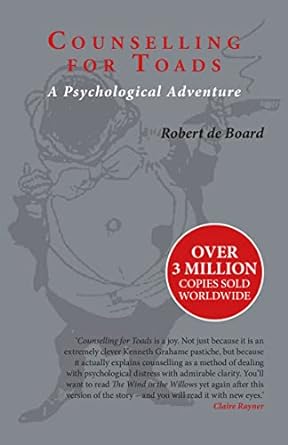 COUNSELLING
FOR TOADS
A Psychological Adventure
Robert de Board
OVER
3 MILLION
COPIES SOLD
WORLDWIDE
'Counselling for Toads is a joy. Not just because it is an
extremely clever Kenneth Grahame pastiche, but because
it actually explains counselling as a method of dealing
with psychological distress with admirable clarity. You'll
want to read The Wind in the Willows yet again after this
version of the story – and you will read it with new eyes.'
Claire Rayner